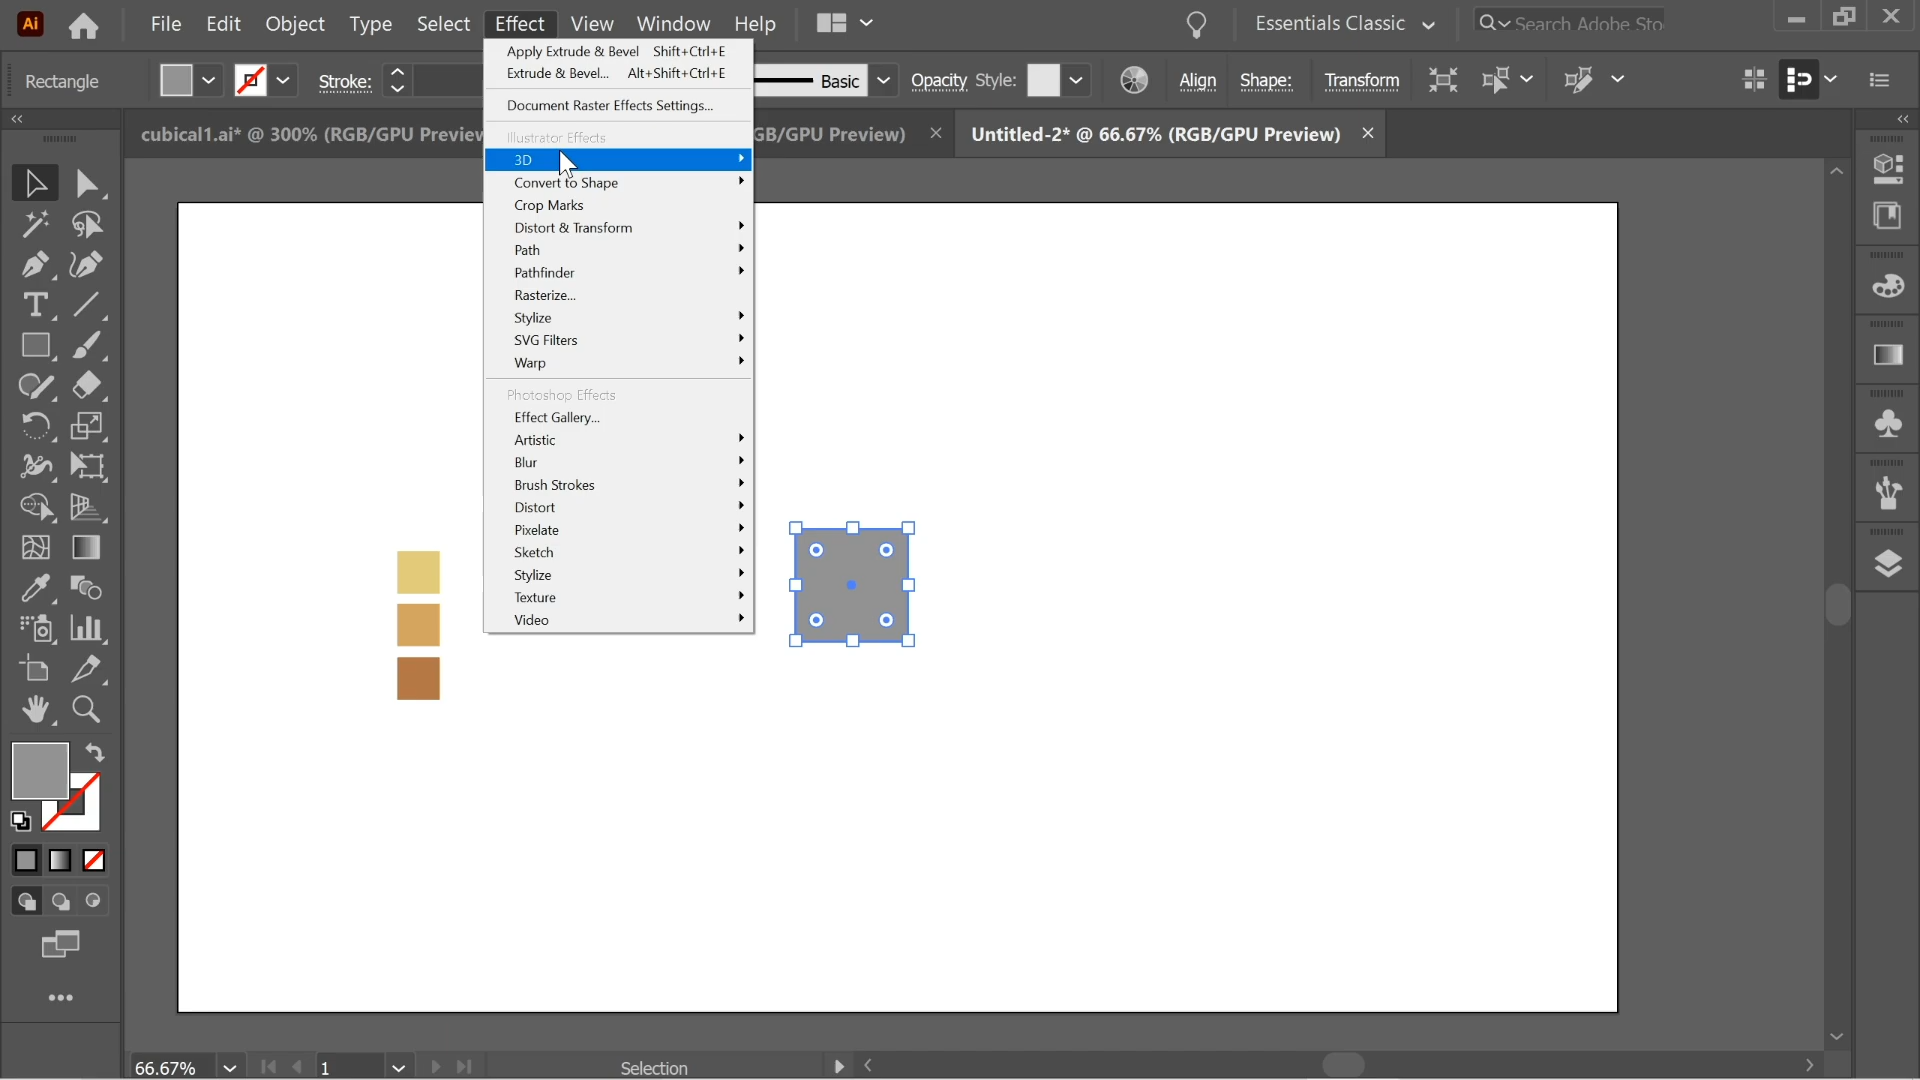 Ai File Edit Object Type Select Effect View Window Help Essentials Classic Search Adobe Sto
Rectangle Stroke: Basic Opacity Style: Align Shape: Transform
cubical1.ai* @ 300% (RGB/GPU Preview GB/GPU Preview) × Untitled-2* @ 66.67% (RGB/GPU Preview) ×
Apply Extrude & Bevel Shift+Ctrl+E
Extrude & Bevel... Alt+Shift+Ctrl+E
Document Raster Effects Settings...
Illustrator Effects
3D
Convert to Shape
Crop Marks
Distort & Transform
Path
Pathfinder
Rasterize...
Stylize
SVG Filters
Warp
Photoshop Effects
Effect Gallery...
Artistic
Blur
Brush Strokes
Distort
Pixelate
Sketch
Stylize
Texture
Video
66.67% 1 Selection